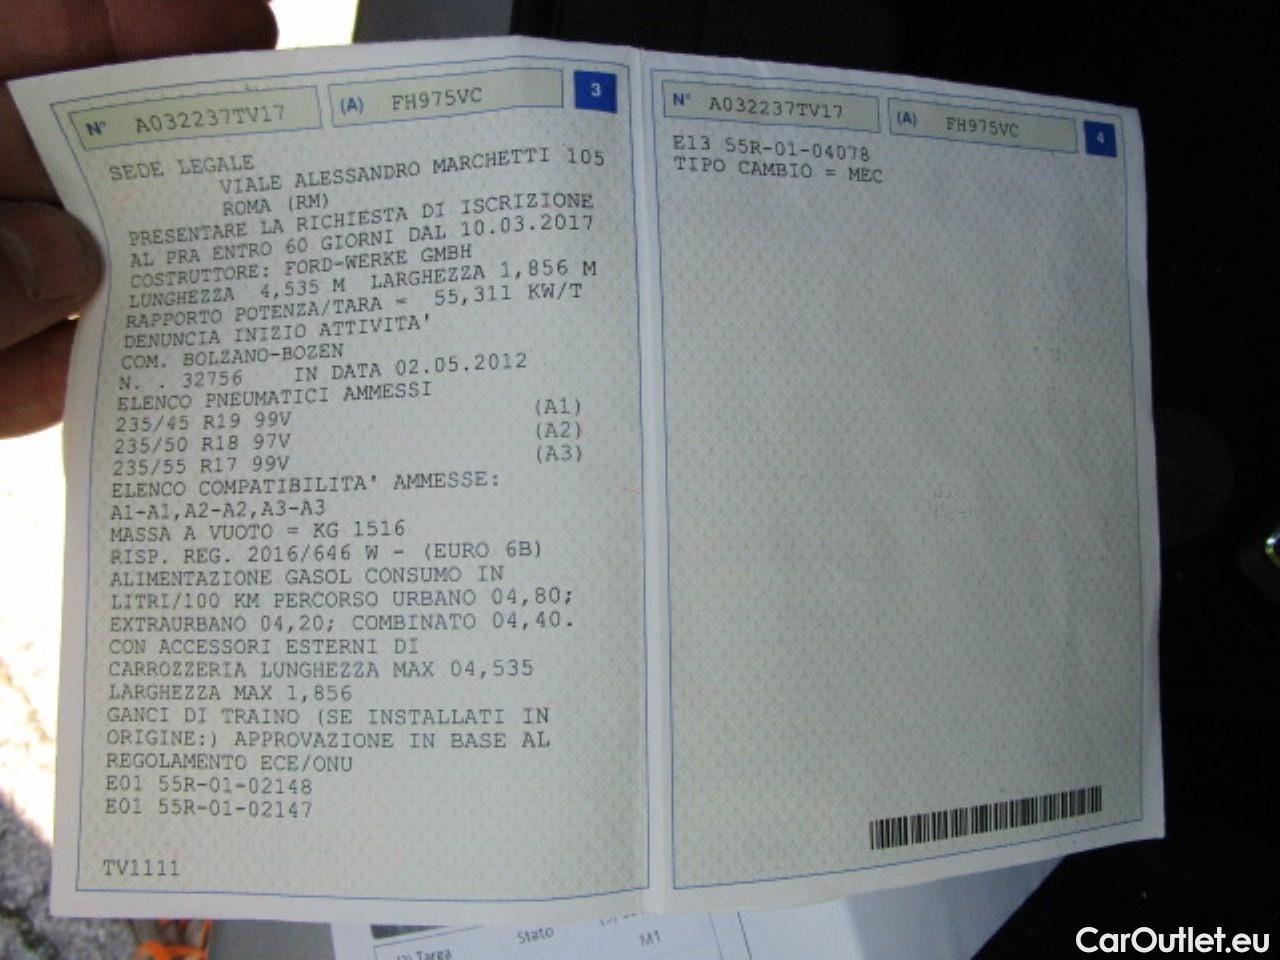 N° A032237TV17 (A) FH975VC 3
SEDE LEGALE
VIALE ALESSANDRO MARCHETTI 105
ROMA (RM)
PRESENTARE LA RICHIESTA DI ISCRIZIONE
AL PRA ENTRO 60 GIORNI DAL 10.03.2017
COSTRUTTORE: FORD-WERKE GMBH
LUNGHEZZA 4,535 M LARGHEZZA 1,856 M
RAPPORTO POTENZA/TARA = 55,311 KW/T
DENUNCIA INIZIO ATTIVITA'
COM. BOLZANO-BOZEN
N. . 32756 IN DATA 02.05.2012
ELENCO PNEUMATICI AMMESSI
235/45 R19 99V (A1)
235/50 R18 97V (A2)
235/55 R17 99V (A3)
ELENCO COMPATIBILITA' AMMESSE:
A1-A1,A2-A2,A3-A3
MASSA A VUOTO = KG 1516
RISP. REG. 2016/646 W - (EURO 6B)
ALIMENTAZIONE GASOL CONSUMO IN
LITRI/100 KM PERCORSO URBANO 04,80;
EXTRAURBANO 04,20; COMBINATO 04,40.
CON ACCESSORI ESTERNI DI
CARROZZERIA LUNGHEZZA MAX 04,535
LARGHEZZA MAX 1,856
GANCI DI TRAINO (SE INSTALLATI IN
ORIGINE:) APPROVAZIONE IN BASE AL
REGOLAMENTO ECE/ONU
E01 55R-01-02148
E01 55R-01-02147
TV1111
N° A032237TV17 (A) FH975VC 4
E13 55R-01-04078
TIPO CAMBIO = MEC
Targa
Stato
M1
CarOutlet.eu